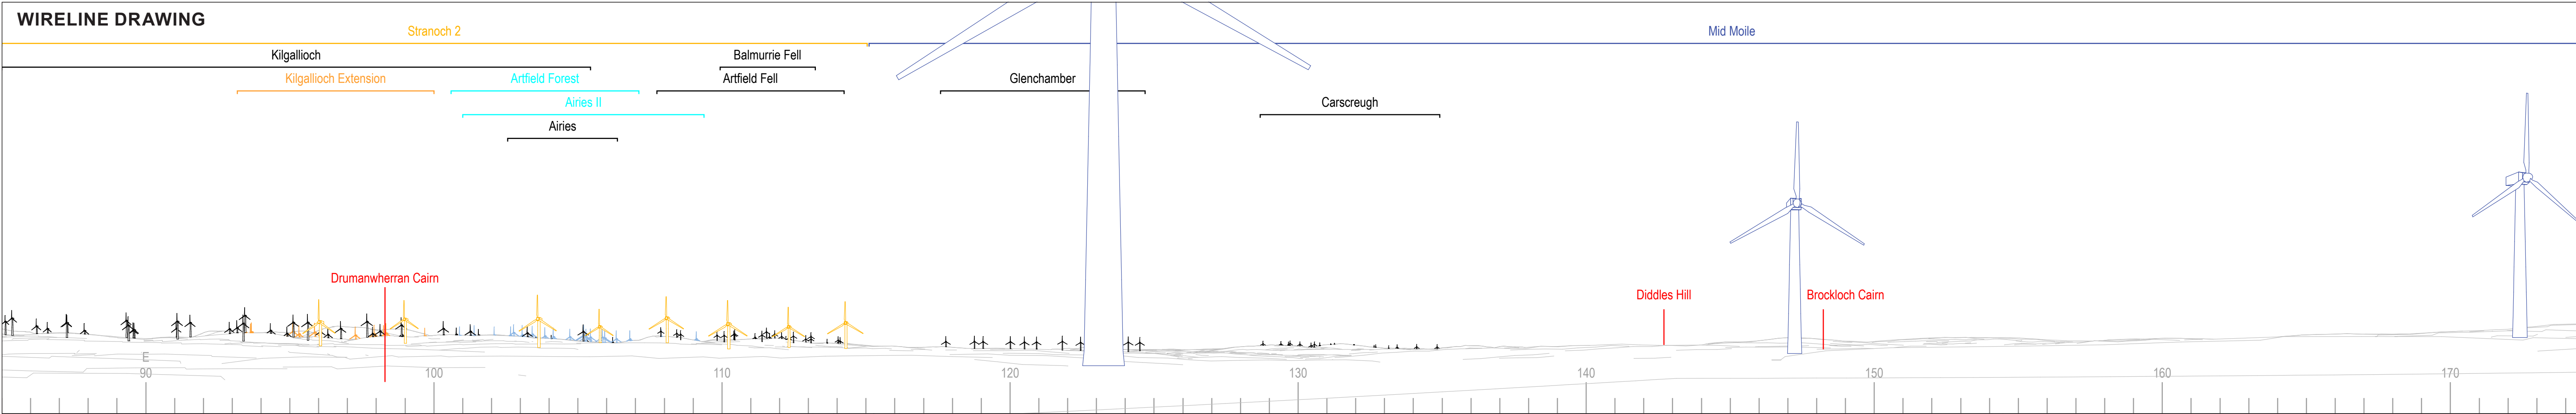 WIRELINE DRAWING
Stranoch 2
Mid Moile
Kilgallioch
Balmurrie Fell
Kilgallioch Extension
Artfield Forest
Artfield Fell
Glenchamber
Airies II
Carscreugh
Airies
Drumanwherran Cairn
Diddles Hill
Brockloch Cairn
E
90 100 110 120 130 140 150 160 170